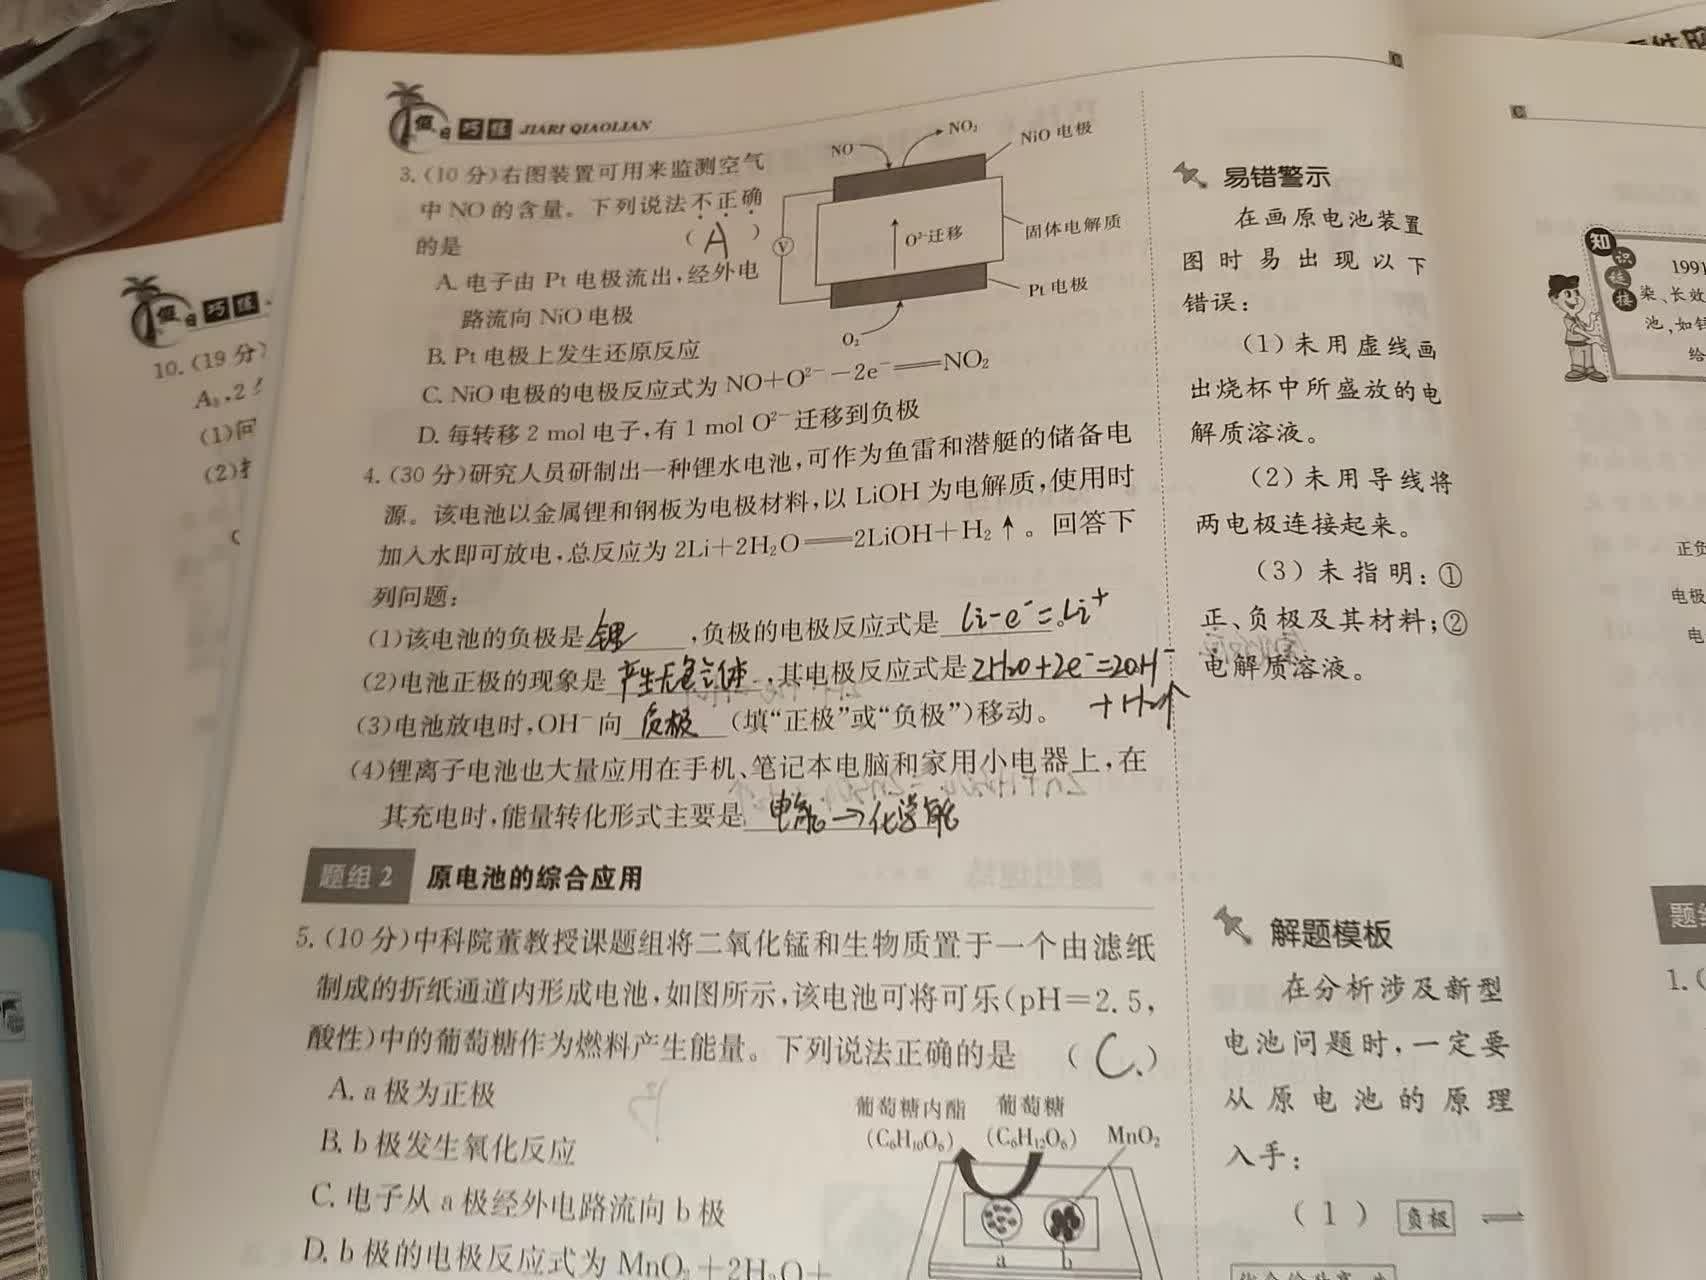 假日巧练 JIARI QIAOLIAN
3.(10分)右图装置可用来监测空气
中NO的含量。下列说法不正确
的是 (A)
A. 电子由Pt电极流出,经外电
路流向NiO电极
B. Pt电极上发生还原反应
C. NiO电极的电极反应式为NO+O²⁻-2e⁻══NO₂
D. 每转移2 mol电子,有1 mol O²⁻迁移到负极
NO
NO₂
NiO电极
V
O²⁻迁移
固体电解质
Pt电极
O₂
4.(30分)研究人员研制出一种锂水电池,可作为鱼雷和潜艇的储备电
源。该电池以金属锂和钢板为电极材料,以LiOH为电解质,使用时
加入水即可放电,总反应为2Li+2H₂O══2LiOH+H₂↑。回答下
列问题:
(1)该电池的负极是锂,负极的电极反应式是Li-e⁻=Li⁺
(2)电池正极的现象是产生无色气体,其电极反应式是2H₂O+2e⁻=2OH⁻
+H₂↑
(3)电池放电时,OH⁻向负极(填“正极”或“负极”)移动。
(4)锂离子电池也大量应用在手机、笔记本电脑和家用小电器上,在
其充电时,能量转化形式主要是电能→化学能
题组2 原电池的综合应用
5.(10分)中科院董教授课题组将二氧化锰和生物质置于一个由滤纸
制成的折纸通道内形成电池,如图所示,该电池可将可乐(pH=2.5,
酸性)中的葡萄糖作为燃料产生能量。下列说法正确的是 (C)
A. a极为正极
B. b极发生氧化反应
C. 电子从a极经外电路流向b极
D. b极的电极反应式为MnO₂+2H₂O+
葡萄糖内酯 葡萄糖
(C₆H₁₀O₆) (C₆H₁₂O₆) MnO₂
a b
易错警示
在画原电池装置
图时易出现以下
错误:
(1)未用虚线画
出烧杯中所盛放的电
解质溶液。
(2)未用导线将
两电极连接起来。
(3)未指明:①
正、负极及其材料;②
电解质溶液。
解题模板
在分析涉及新型
电池问题时,一定要
从原电池的原理
入手:
(1) 负极
假日巧练
10.(19分)
(1)问
(2)
知识链接
1991
染、长效
池,如锂
给
正负
电极
电
题组
1.(